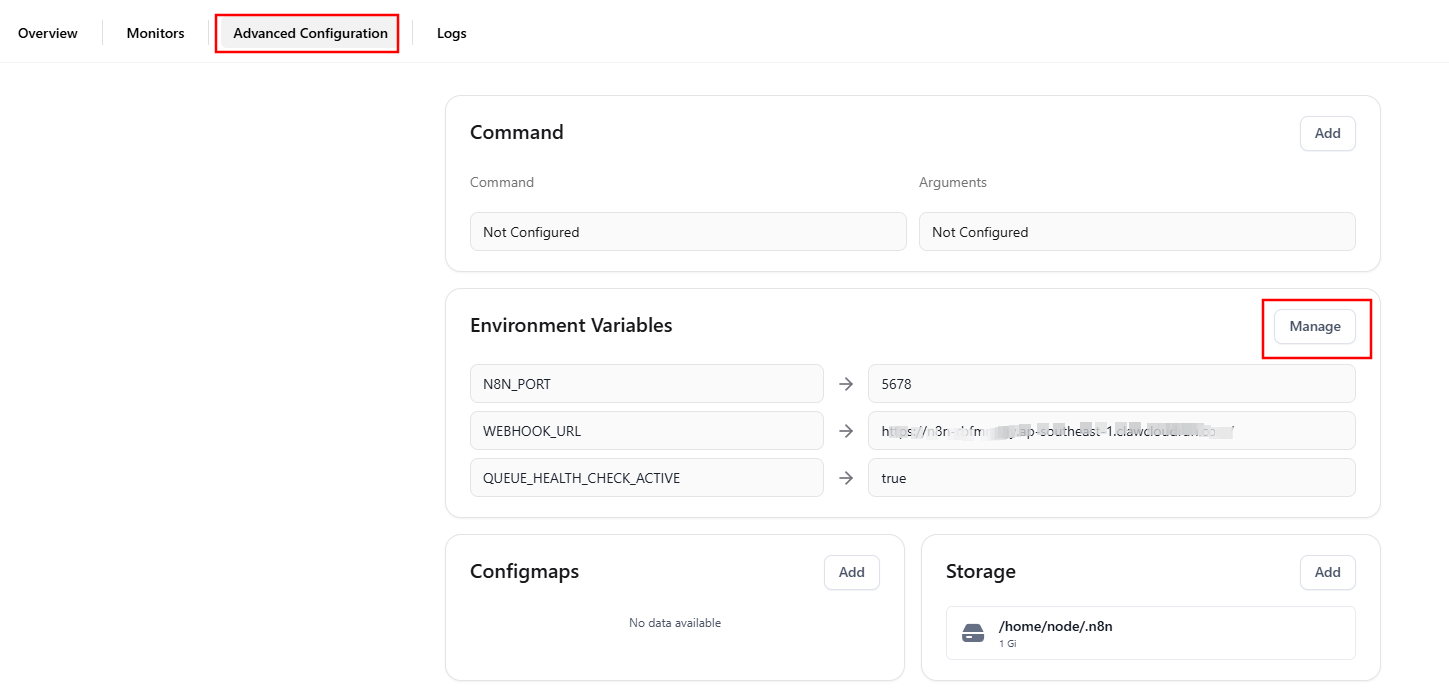 Overview Monitors Advanced Configuration Logs
Command Add
Command Arguments
Not Configured Not Configured
Environment Variables Manage
N8N_PORT → 5678
WEBHOOK_URL →
QUEUE_HEALTH_CHECK_ACTIVE → true
Configmaps Add
No data available
Storage Add
/home/node/.n8n
1 Gi